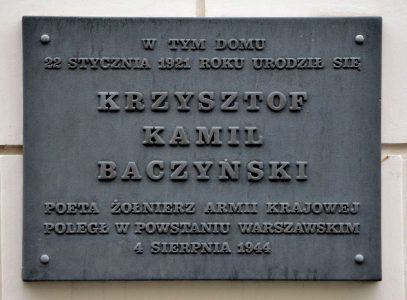 W TYM DOMU
22 STYCZNIA 1921 ROKU URODZIŁ SIĘ
KRZYSZTOF
KAMIL
BACZYŃSKI
POETA ŻOŁNIERZ ARMII KRAJOWEJ
POLEGŁ W POWSTANIU WARSZAWSKIM
4 SIERPNIA 1944